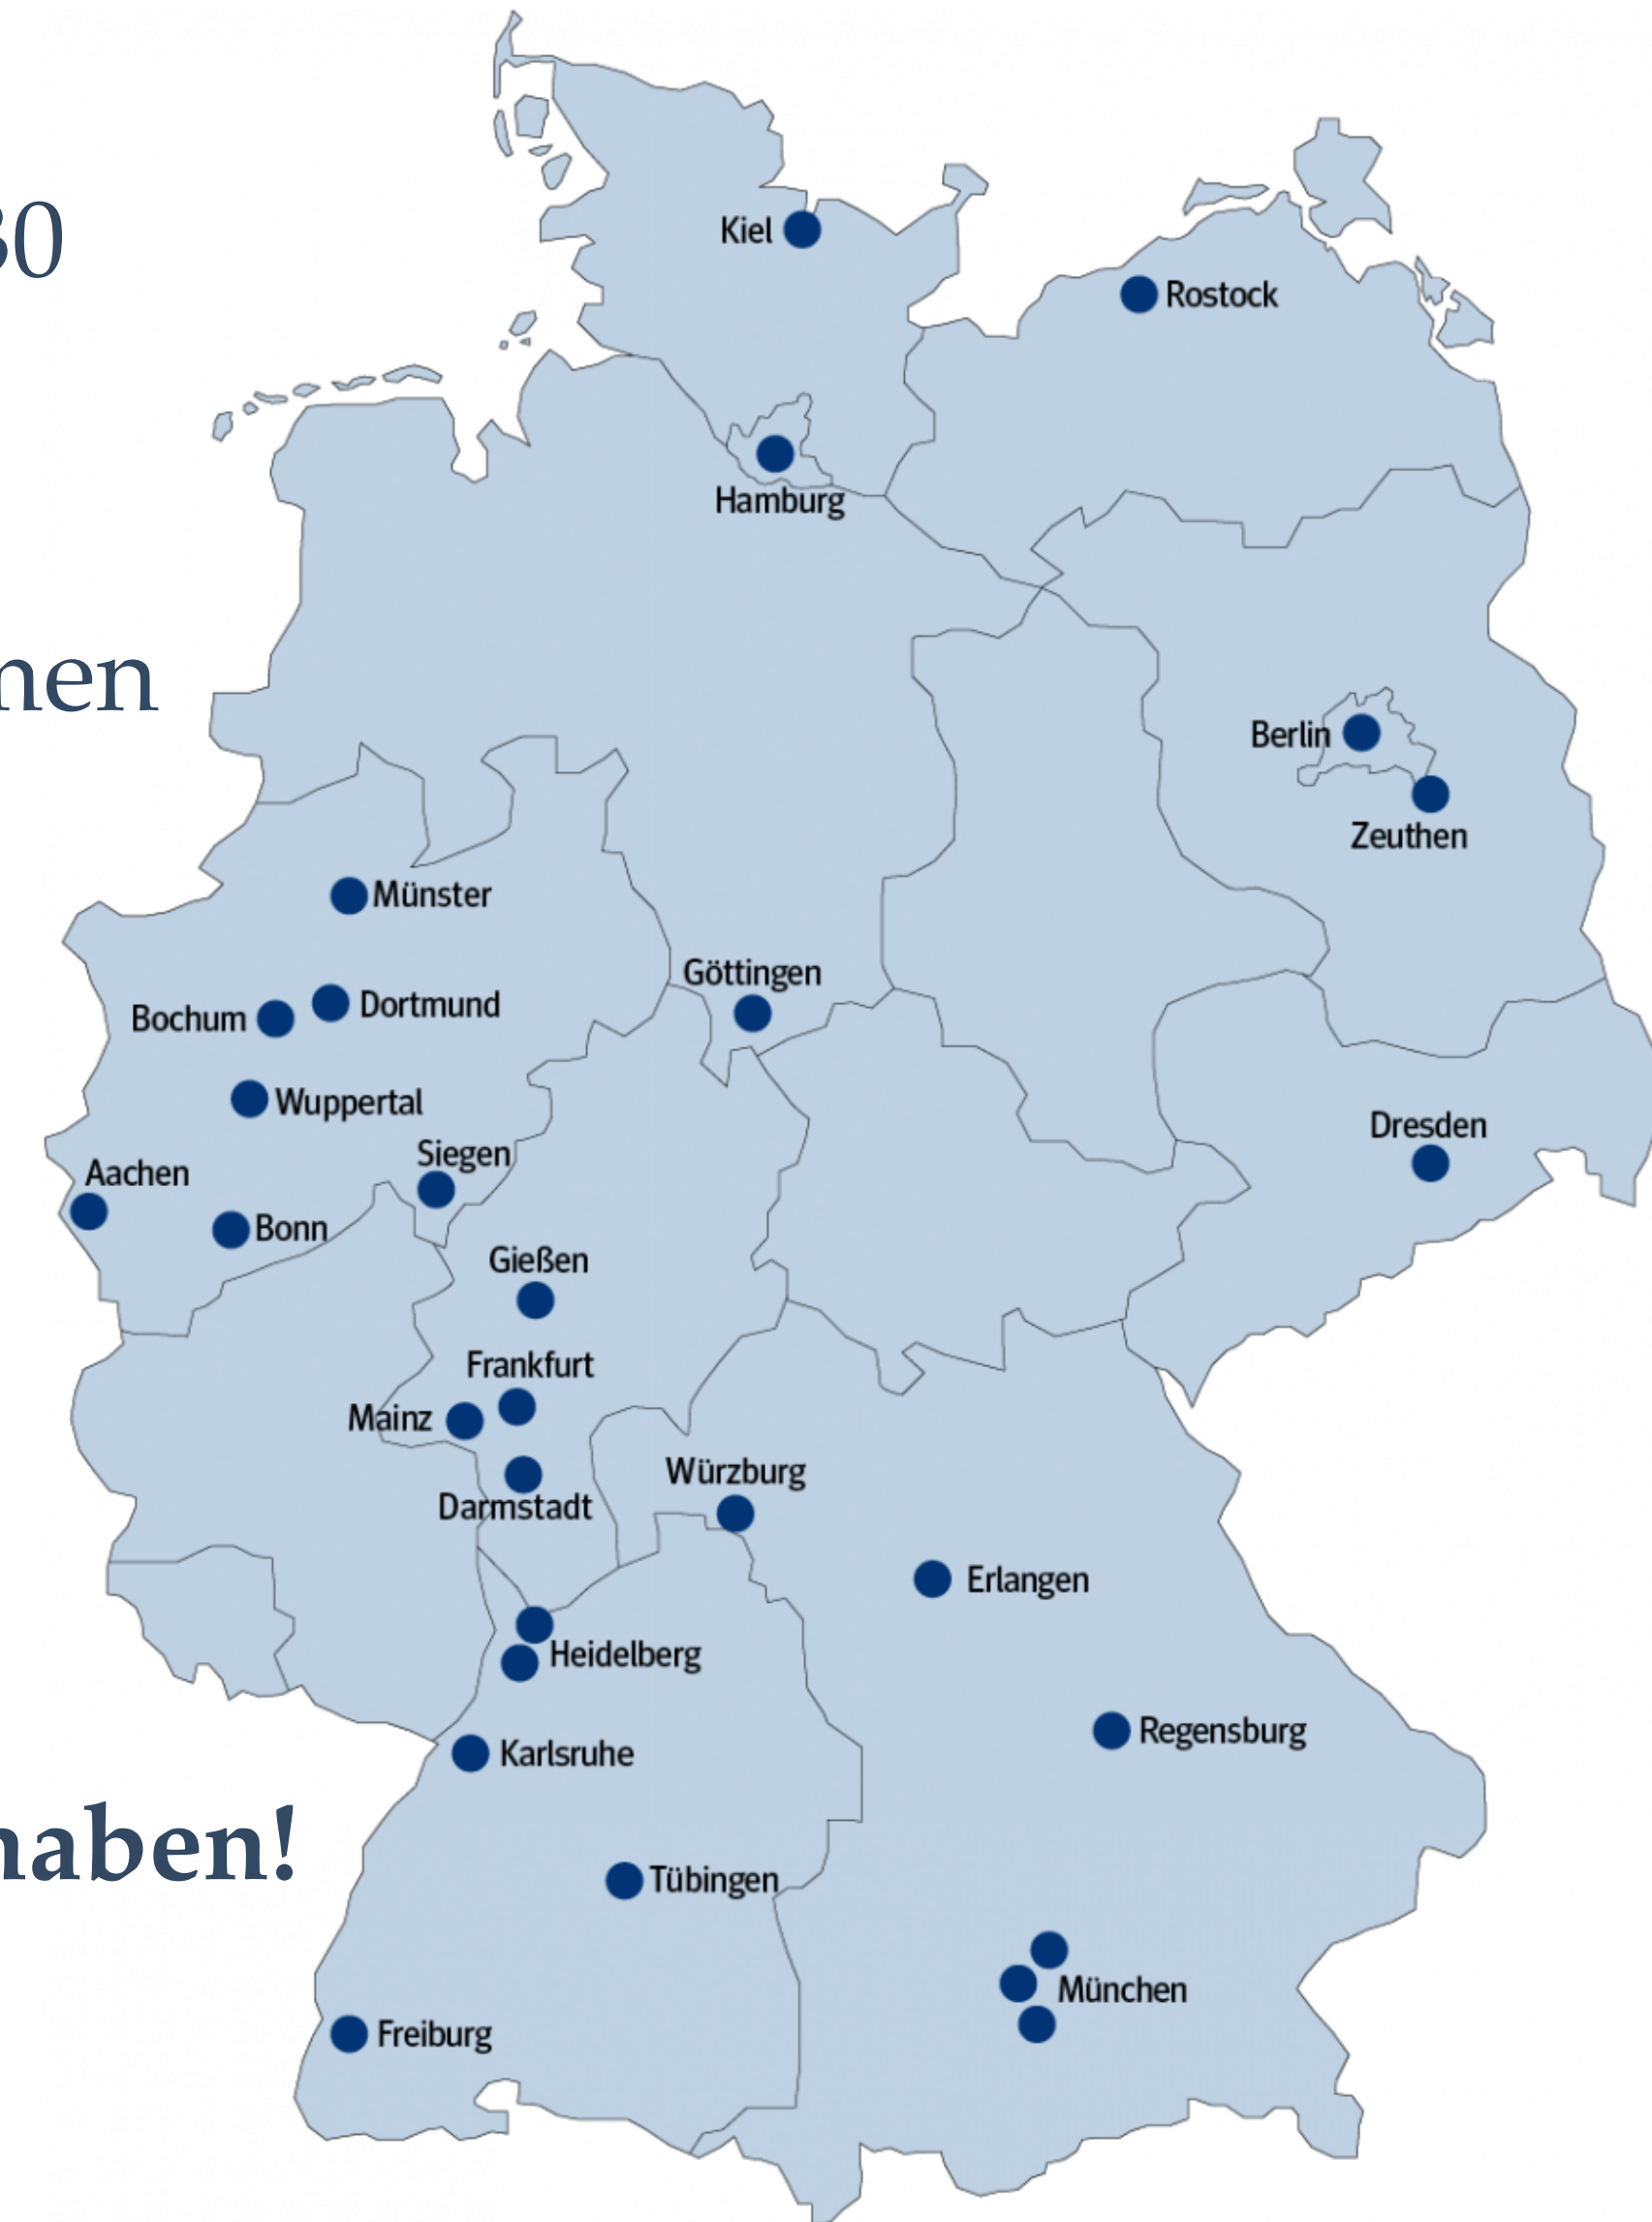 30
nen
haben!
Kiel
Rostock
Hamburg
Berlin
Zeuthen
Münster
Göttingen
Bochum
Dortmund
Wuppertal
Dresden
Siegen
Aachen
Bonn
Gießen
Frankfurt
Mainz
Würzburg
Darmstadt
Erlangen
Heidelberg
Regensburg
Karlsruhe
Tübingen
München
Freiburg